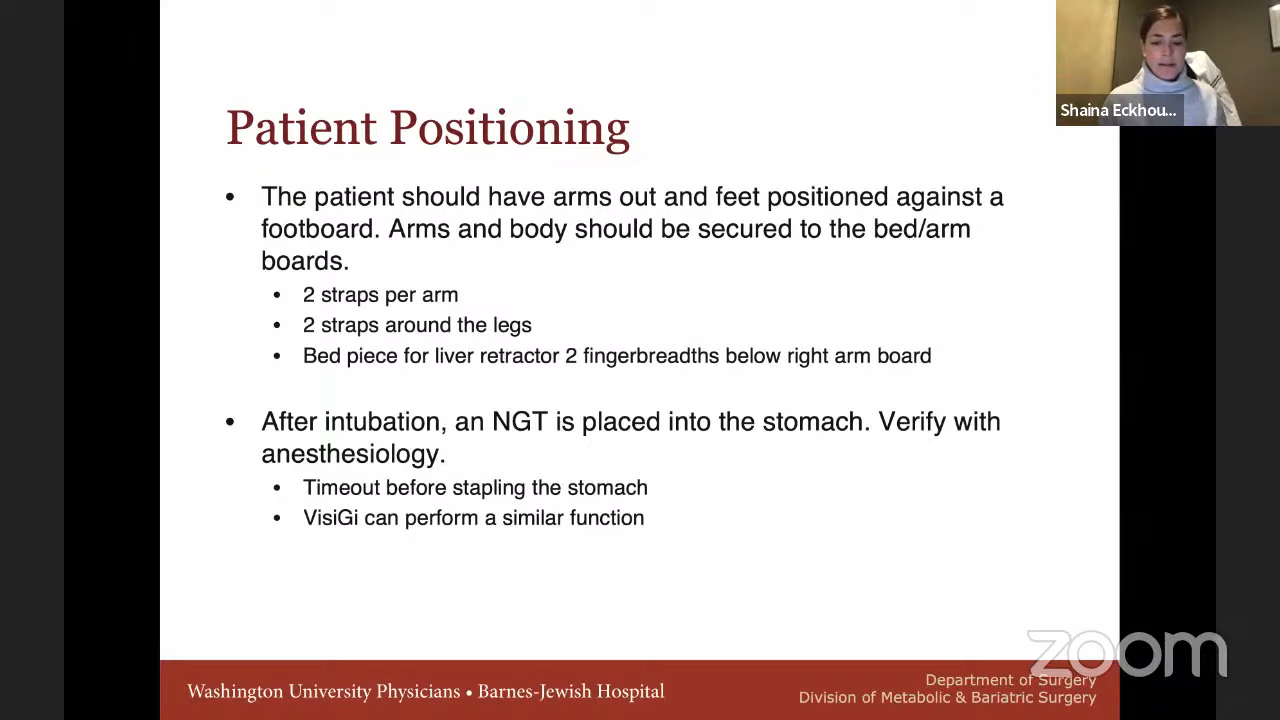 Shaina Eckhou...
Patient Positioning
• The patient should have arms out and feet positioned against a
footboard. Arms and body should be secured to the bed/arm
boards.
• 2 straps per arm
• 2 straps around the legs
• Bed piece for liver retractor 2 fingerbreadths below right arm board
• After intubation, an NGT is placed into the stomach. Verify with
anesthesiology.
• Timeout before stapling the stomach
• VisiGi can perform a similar function
zoom
Washington University Physicians • Barnes-Jewish Hospital
Department of Surgery
Division of Metabolic & Bariatric Surgery